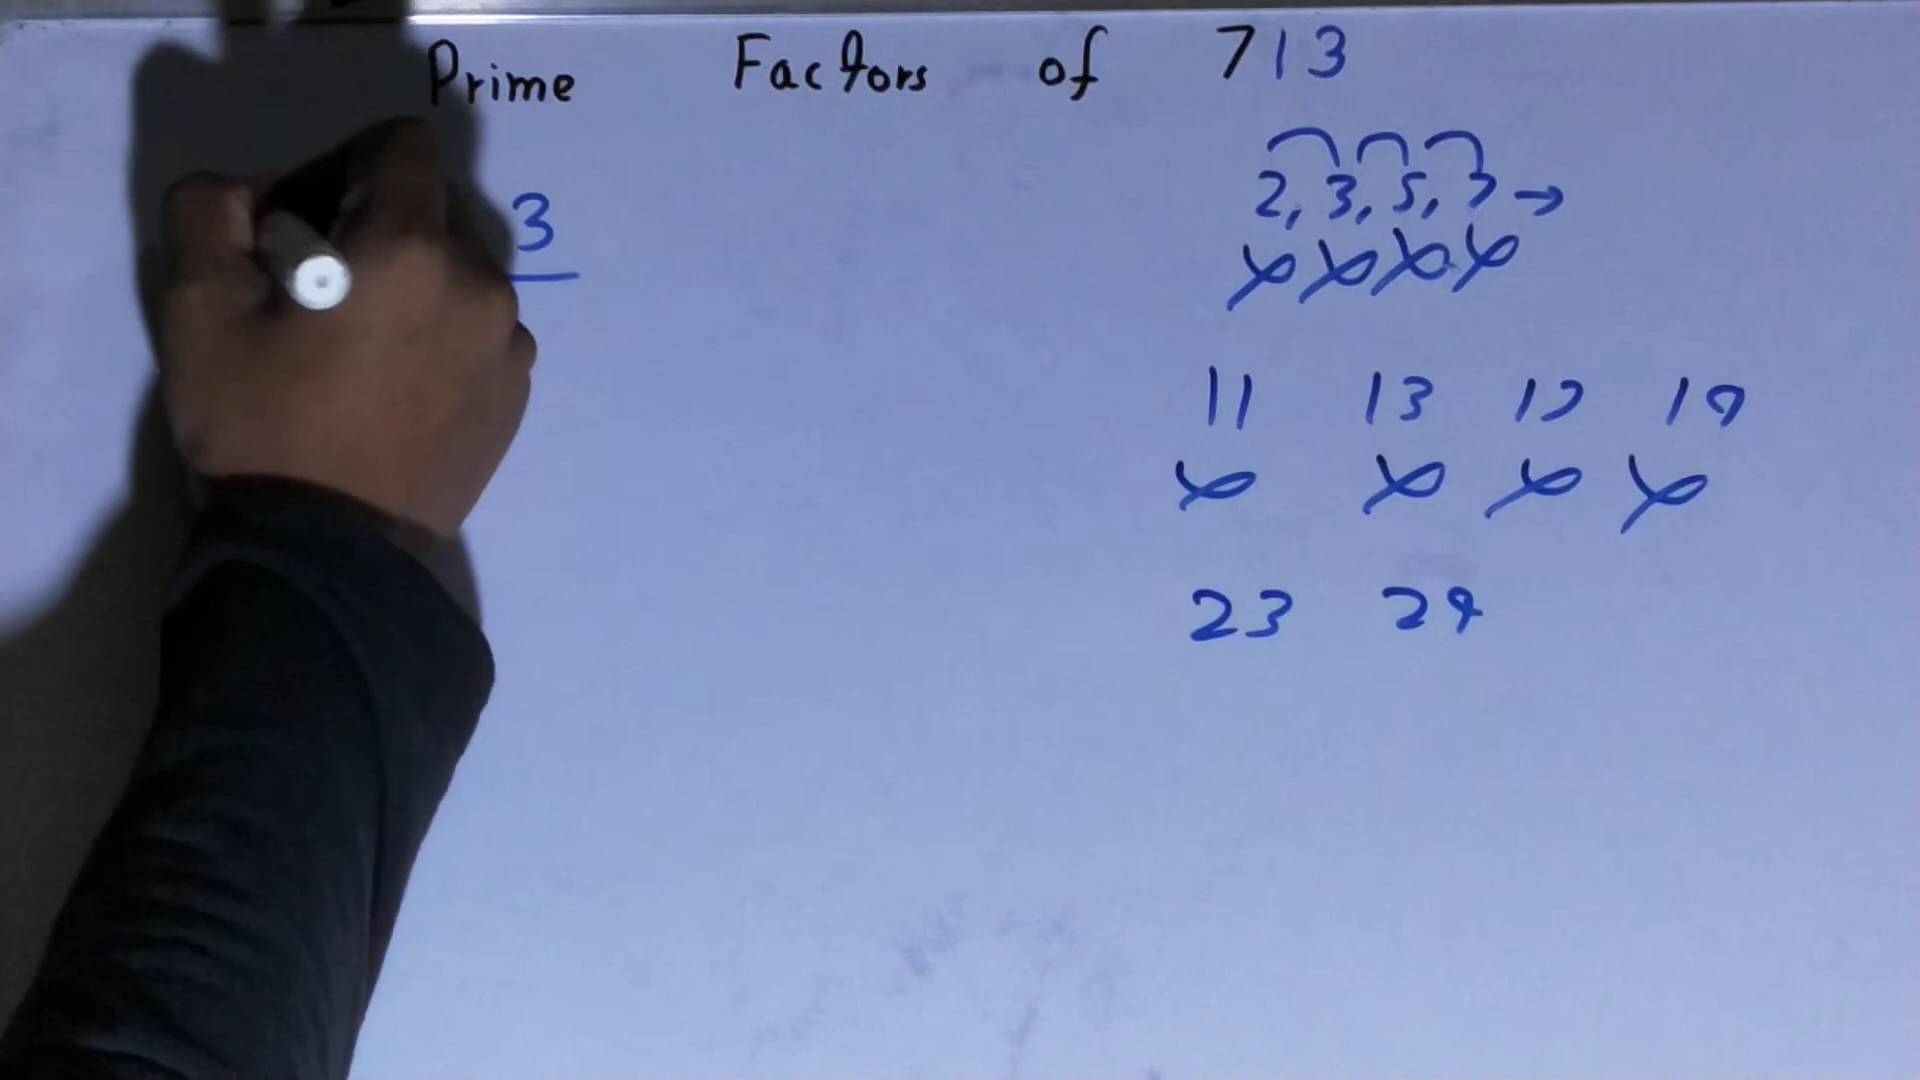 Prime Factors of 713
3
2, 3, 5, 7 →
11 13 17 19
23 29